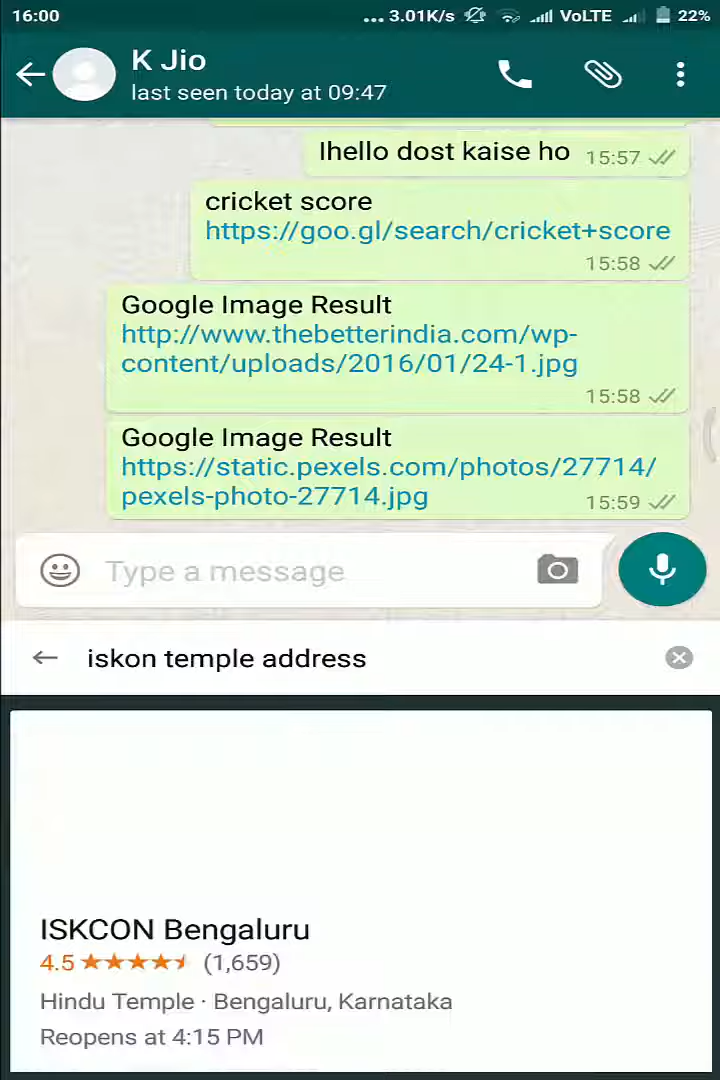 16:00
... 3.01K/s VoLTE 22%
K Jio
last seen today at 09:47
Ihello dost kaise ho 15:57
cricket score
https://goo.gl/search/cricket+score
15:58
Google Image Result
http://www.thebetterindia.com/wp-
content/uploads/2016/01/24-1.jpg
15:58
Google Image Result
https://static.pexels.com/photos/27714/
pexels-photo-27714.jpg 15:59
Type a message
iskon temple address
ISKCON Bengaluru
4.5 ★★★★★ (1,659)
Hindu Temple · Bengaluru, Karnataka
Reopens at 4:15 PM